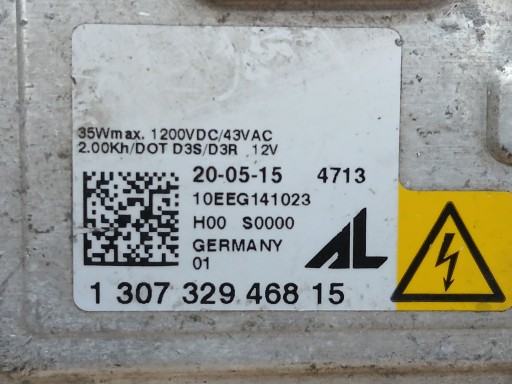 35Wmax. 1200VDC/43VAC
2.00Kh/DOT D3S/D3R 12V
20-05-15 4713
10EEG141023
H00 S0000
GERMANY
01
AL
1 307 329 468 15